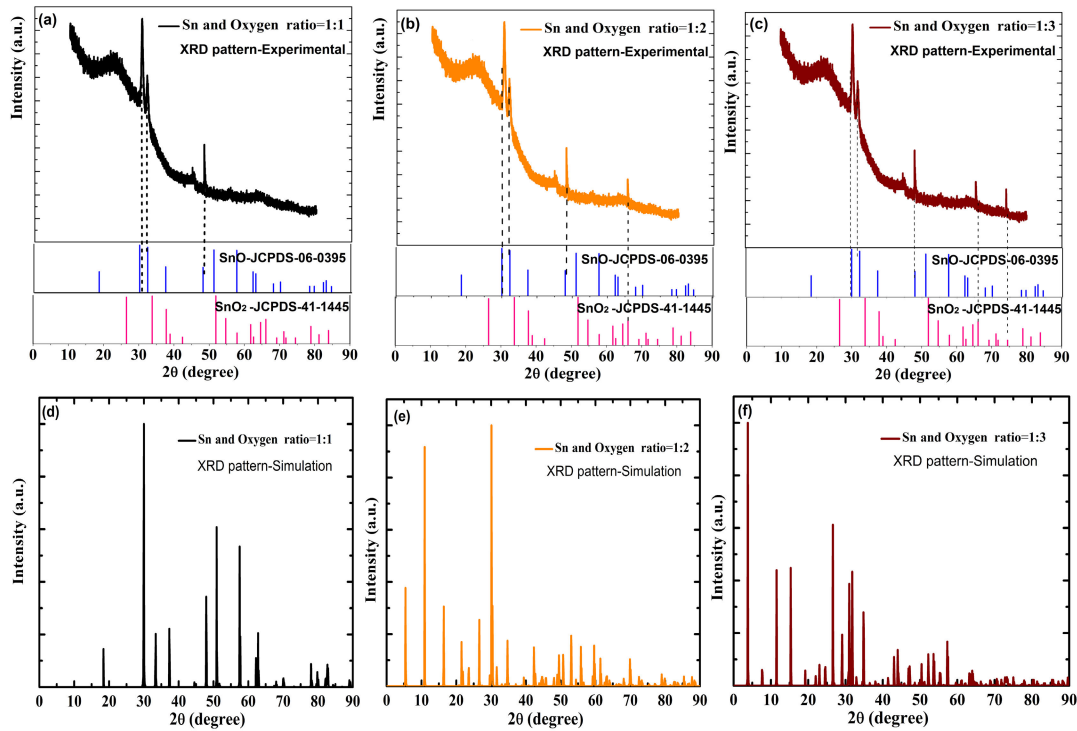 (a)
Sn and Oxygen ratio=1:1
XRD pattern-Experimental
Intensity (a.u.)
SnO-JCPDS-06-0395
SnO₂-JCPDS-41-1445
0 10 20 30 40 50 60 70 80 90
2θ (degree)
(b)
Sn and Oxygen ratio=1:2
XRD pattern-Experimental
Intensity (a.u.)
SnO-JCPDS-06-0395
SnO₂-JCPDS-41-1445
0 10 20 30 40 50 60 70 80 90
2θ (degree)
(c)
Sn and Oxygen ratio=1:3
XRD pattern-Experimental
Intensity (a.u.)
SnO-JCPDS-06-0395
SnO₂-JCPDS-41-1445
0 10 20 30 40 50 60 70 80 90
2θ (degree)
(d)
Sn and Oxygen ratio=1:1
XRD pattern-Simulation
Intensity (a.u.)
0 10 20 30 40 50 60 70 80 90
2θ (degree)
(e)
Sn and Oxygen ratio=1:2
XRD pattern-Simulation
Intensity (a.u.)
0 10 20 30 40 50 60 70 80 90
2θ (degree)
(f)
Sn and Oxygen ratio=1:3
XRD pattern-Simulation
Intensity (a.u.)
0 10 20 30 40 50 60 70 80 90
2θ (degree)